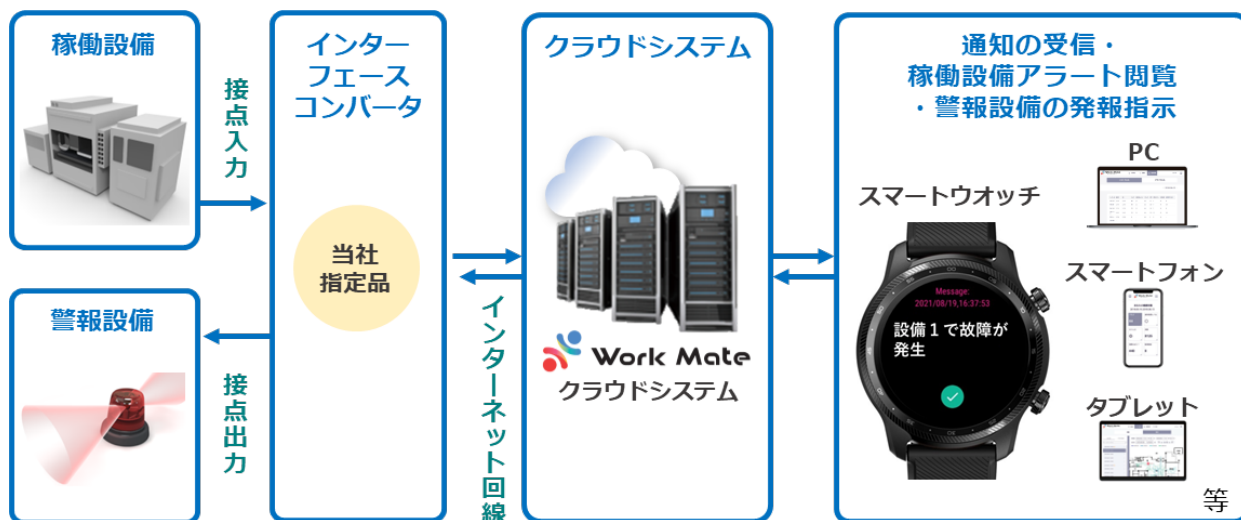 稼働設備
接点入力
警報設備
接点出力
インター
フェース
コンバータ
当社
指定品
インターネット回線
クラウドシステム
Work Mate
クラウドシステム
通知の受信・
稼働設備アラート閲覧
・警報設備の発報指示
スマートウオッチ
Message:
2021/08/19,16:37:53
設備１で故障が
発生
PC
スマートフォン
タブレット
等